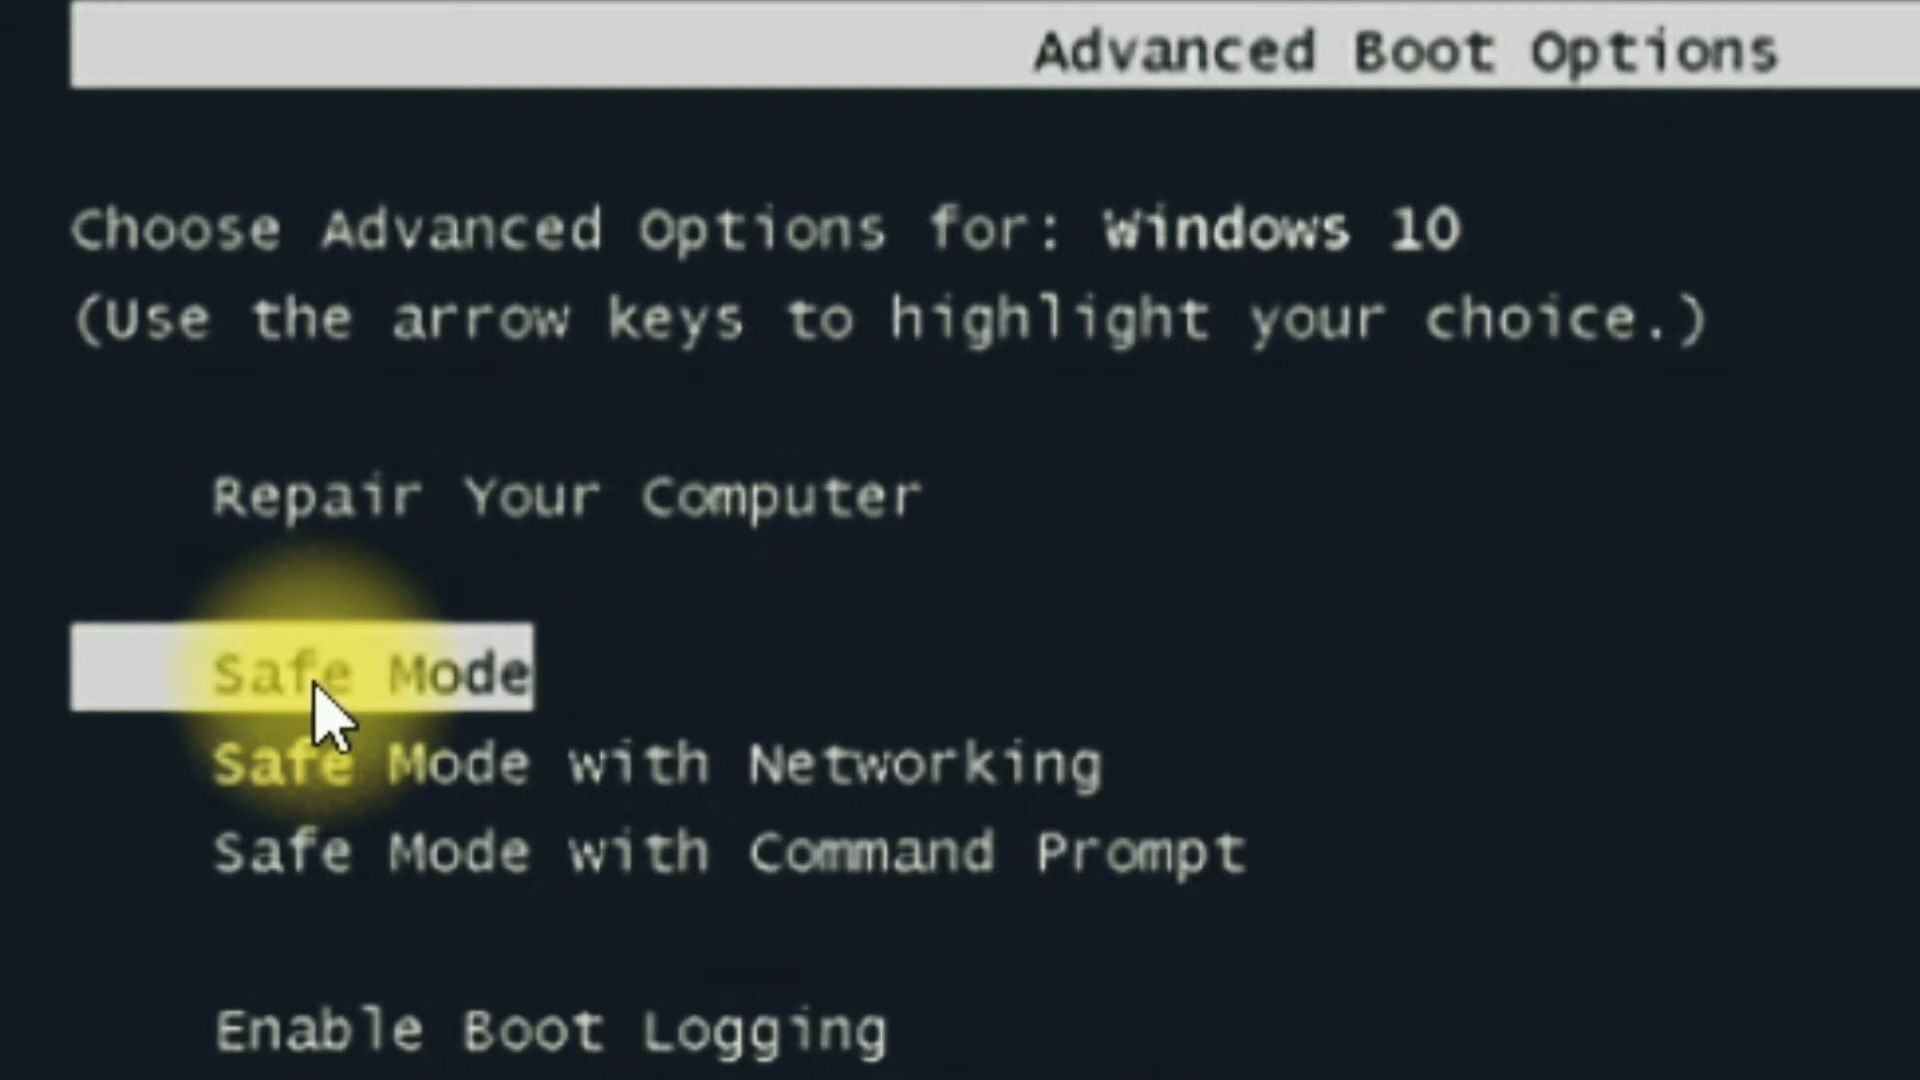 Advanced Boot Options
Choose Advanced Options for: Windows 10
(Use the arrow keys to highlight your choice.)
Repair Your Computer
Safe Mode
Safe Mode with Networking
Safe Mode with Command Prompt
Enable Boot Logging